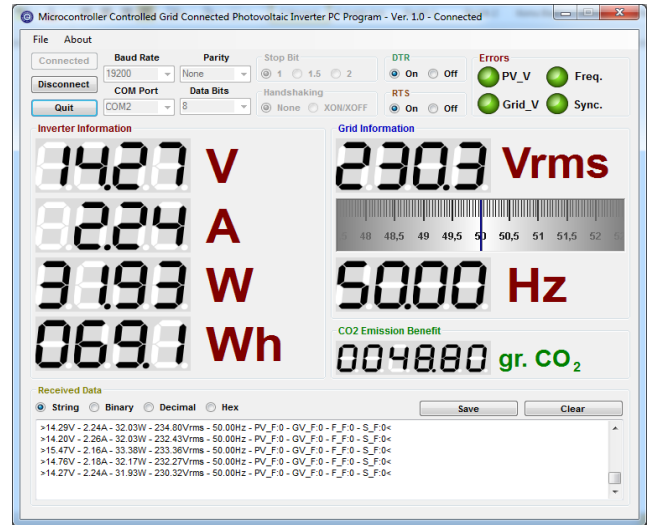 Microcontroller Controlled Grid Connected Photovoltaic Inverter PC Program - Ver. 1.0 - Connected
File About
Connected Baud Rate Parity Stop Bit DTR Errors
19200 None 1 1.5 2 On Off PV_V Freq.
Disconnect COM Port Data Bits Handshaking RTS
Quit COM2 8 None XON/XOFF On Off Grid_V Sync.
Inverter Information Grid Information
14.27 V 230.3 Vrms
2.24 A 48 48,5 49 49,5 50 50,5 51 51,5 52
31.93 W 50.00 Hz
CO2 Emission Benefit
069.1 Wh 0048.80 gr. CO2
Received Data
String Binary Decimal Hex Save Clear
>14.29V - 2.24A - 32.03W - 234.80Vrms - 50.00Hz - PV_F:0 - GV_F:0 - F_F:0 - S_F:0<
>14.20V - 2.26A - 32.03W - 232.43Vrms - 50.00Hz - PV_F:0 - GV_F:0 - F_F:0 - S_F:0<
>15.47V - 2.16A - 33.38W - 233.36Vrms - 50.00Hz - PV_F:0 - GV_F:0 - F_F:0 - S_F:0<
>14.76V - 2.18A - 32.17W - 232.27Vrms - 50.00Hz - PV_F:0 - GV_F:0 - F_F:0 - S_F:0<
>14.27V - 2.24A - 31.93W - 230.32Vrms - 50.00Hz - PV_F:0 - GV_F:0 - F_F:0 - S_F:0<